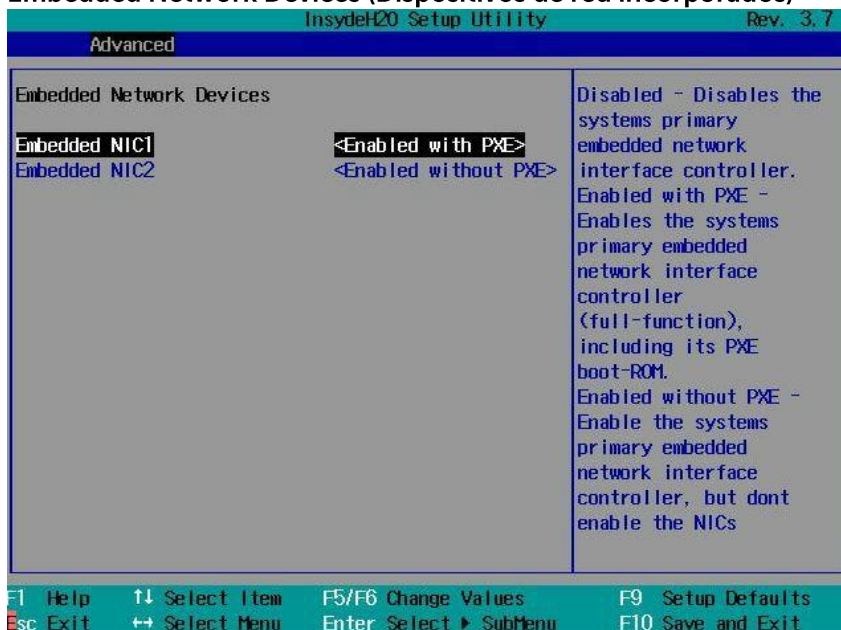 Embedded Network Devices (Dispositivos de red incorporados)
InsydeH20 Setup Utility Rev. 3.7
Advanced
Embedded Network Devices
Embedded NIC1 <Enabled with PXE>
Embedded NIC2 <Enabled without PXE>
Disabled - Disables the
systems primary
embedded network
interface controller.
Enabled with PXE -
Enables the systems
primary embedded
network interface
controller
(full-function),
including its PXE
boot-ROM.
Enabled without PXE -
Enable the systems
primary embedded
network interface
controller, but dont
enable the NICs
F1 Help ↑↓ Select Item F5/F6 Change Values F9 Setup Defaults
Esc Exit ↔ Select Menu Enter Select ▶ SubMenu F10 Save and Exit